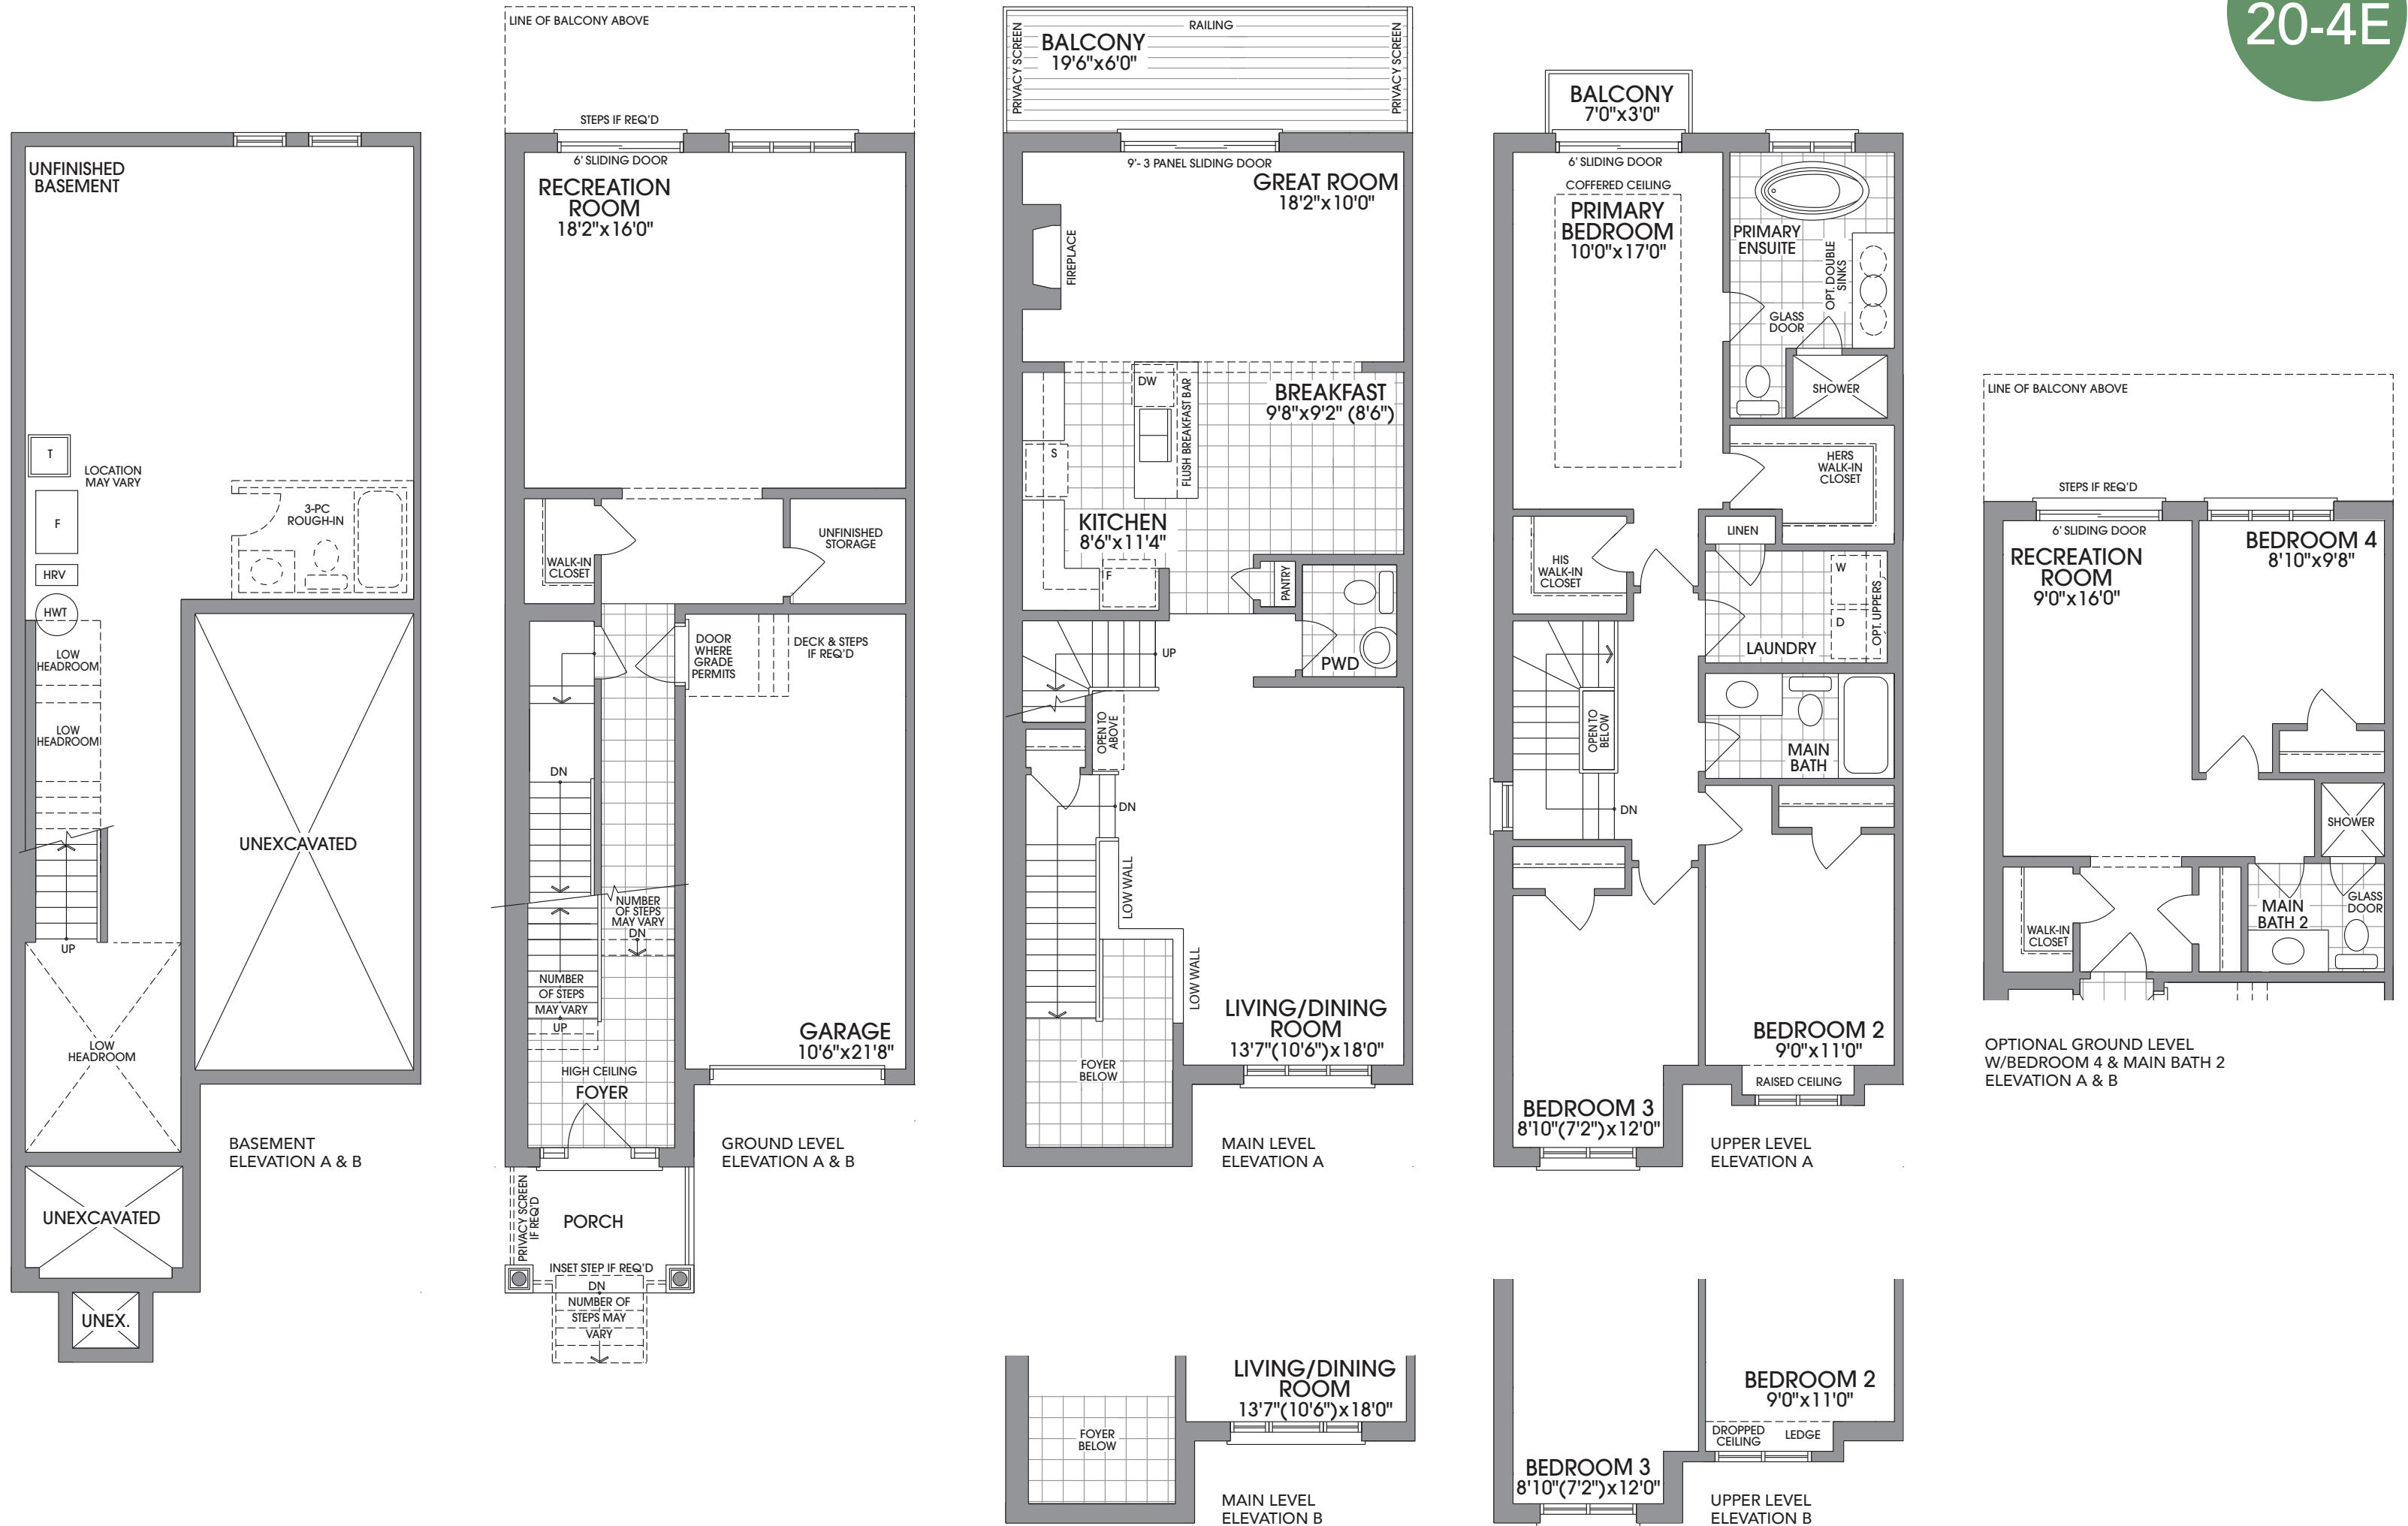 20-4E
UNFINISHED
BASEMENT
T
LOCATION
MAY VARY
F
HRV
HWT
3-PC
ROUGH-IN
LOW
HEADROOM
LOW
HEADROOM
UNEXCAVATED
UP
LOW
HEADROOM
UNEXCAVATED
UNEX.
BASEMENT
ELEVATION A & B
LINE OF BALCONY ABOVE
STEPS IF REQ'D
6' SLIDING DOOR
RECREATION
ROOM
18'2"x16'0"
WALK-IN
CLOSET
UNFINISHED
STORAGE
DOOR
WHERE
GRADE
PERMITS
DECK & STEPS
IF REQ'D
DN
NUMBER
OF STEPS
MAY VARY
DN
NUMBER
OF STEPS
MAY VARY
UP
GARAGE
10'6"x21'8"
HIGH CEILING
FOYER
GROUND LEVEL
ELEVATION A & B
PRIVACY SCREEN
IF REQ'D
PORCH
INSET STEP IF REQ'D
DN
NUMBER OF
STEPS MAY
VARY
RAILING
PRIVACY SCREEN
BALCONY
19'6"x6'0"
PRIVACY SCREEN
9'- 3 PANEL SLIDING DOOR
GREAT ROOM
18'2"x10'0"
FIREPLACE
DW
FLUSH BREAKFAST BAR
BREAKFAST
9'8"x9'2" (8'6")
S
KITCHEN
8'6"x11'4"
F
PANTRY
UP
PWD
OPEN TO
ABOVE
DN
LOW WALL
LOW WALL
LIVING/DINING
ROOM
13'7"(10'6")x18'0"
FOYER
BELOW
MAIN LEVEL
ELEVATION A
LIVING/DINING
ROOM
13'7"(10'6")x18'0"
FOYER
BELOW
MAIN LEVEL
ELEVATION B
BALCONY
7'0"x3'0"
6' SLIDING DOOR
COFFERED CEILING
PRIMARY
BEDROOM
10'0"x17'0"
PRIMARY
ENSUITE
OPT. DOUBLE
SINKS
GLASS
DOOR
SHOWER
HERS
WALK-IN
CLOSET
LINEN
HIS
WALK-IN
CLOSET
W
D
OPT. UPPERS
LAUNDRY
OPEN TO
BELOW
MAIN
BATH
DN
BEDROOM 2
9'0"x11'0"
RAISED CEILING
BEDROOM 3
8'10"(7'2")x12'0"
UPPER LEVEL
ELEVATION A
BEDROOM 2
9'0"x11'0"
DROPPED
CEILING
LEDGE
BEDROOM 3
8'10"(7'2")x12'0"
UPPER LEVEL
ELEVATION B
LINE OF BALCONY ABOVE
STEPS IF REQ'D
6' SLIDING DOOR
RECREATION
ROOM
9'0"x16'0"
BEDROOM 4
8'10"x9'8"
SHOWER
WALK-IN
CLOSET
MAIN
BATH 2
GLASS
DOOR
OPTIONAL GROUND LEVEL
W/BEDROOM 4 & MAIN BATH 2
ELEVATION A & B